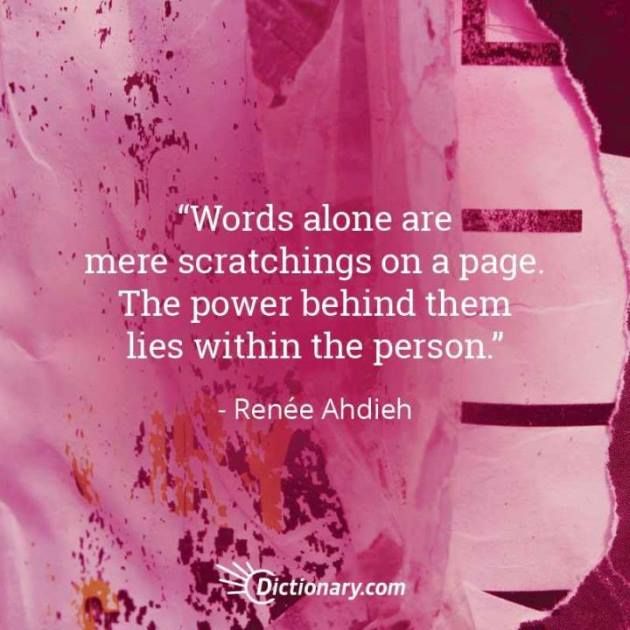 “Words alone are
mere scratchings on a page.
The power behind them
lies within the person.”
- Renée Ahdieh
Dictionary.com